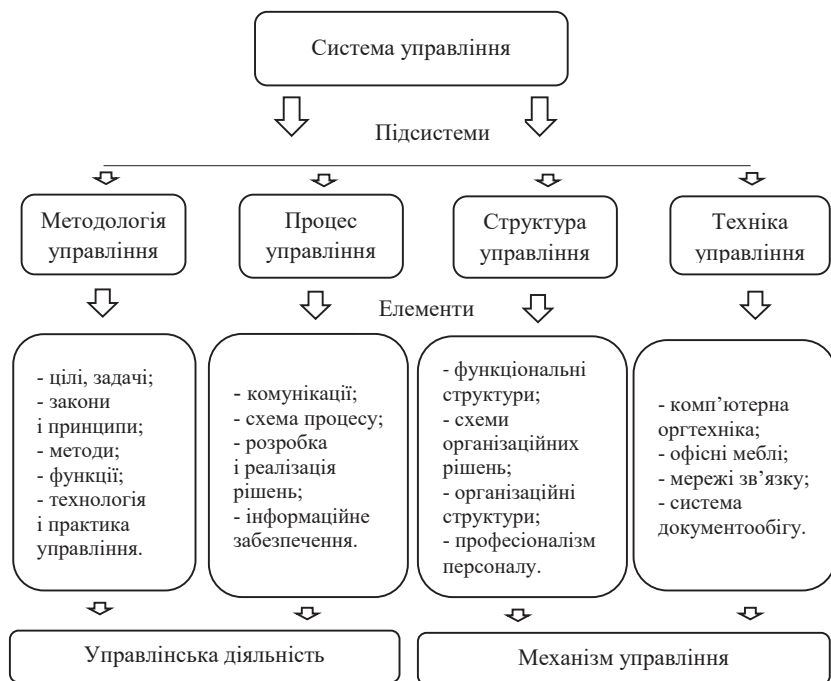 Система управління
Підсистеми
Методологія
управління
Процес
управління
Структура
управління
Техніка
управління
Елементи
- цілі, задачі;
- закони
і принципи;
- методи;
- функції;
- технологія
і практика
управління.
- комунікації;
- схема процесу;
- розробка
і реалізація
рішень;
- інформаційне
забезпечення.
- функціональні
структури;
- схеми
організаційних
рішень;
- організаційні
структури;
- професіоналізм
персоналу.
- комп’ютерна
оргтехніка;
- офісні меблі;
- мережі зв’язку;
- система
документообігу.
Управлінська діяльність
Механізм управління